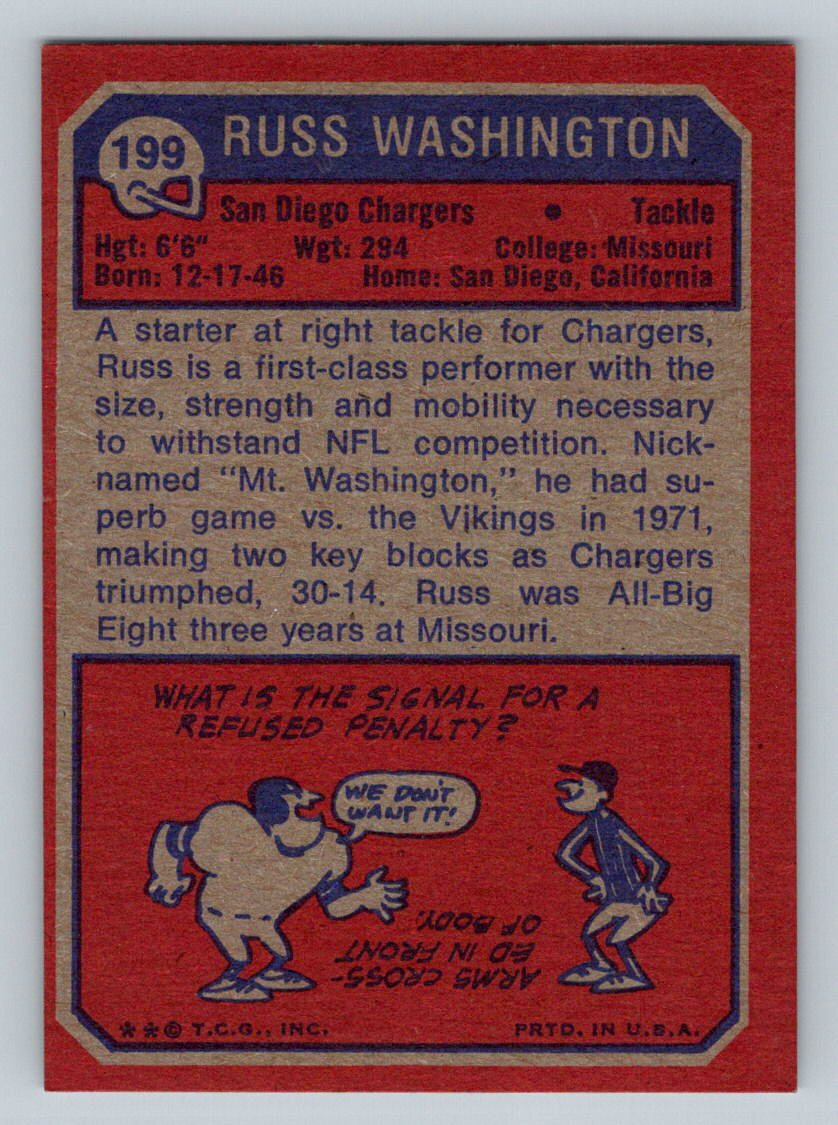 199
RUSS WASHINGTON
San Diego Chargers • Tackle
Hgt: 6'6" Wgt: 294 College: Missouri
Born: 12-17-46 Home: San Diego, California
A starter at right tackle for Chargers,
Russ is a first-class performer with the
size, strength and mobility necessary
to withstand NFL competition. Nick-
named "Mt. Washington," he had su-
perb game vs. the Vikings in 1971,
making two key blocks as Chargers
triumphed, 30-14. Russ was All-Big
Eight three years at Missouri.
WHAT IS THE SIGNAL FOR A
REFUSED PENALTY?
WE DON'T
WANT IT!
ARMS CROSS-
ED IN FRONT
OF BODY.
**© T.C.G., INC. PRTD. IN U.S.A.